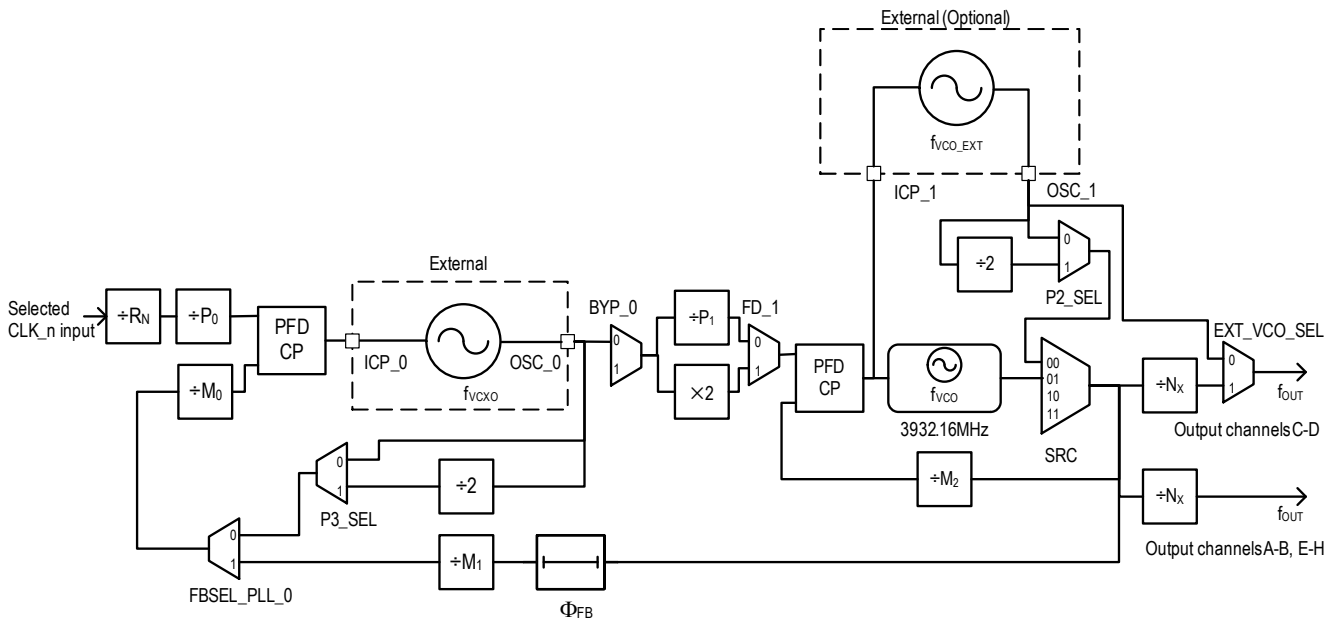 External (Optional)
fVCO_EXT
ICP_1
OSC_1
0
1
÷2
P2_SEL
External
Selected
CLK_n input
÷RN
÷P0
PFD
CP
ICP_0
OSC_0
fVCXO
BYP_0
0
1
÷P1
×2
FD_1
0
1
PFD
CP
fVCO
3932.16MHz
00
01
10
11
SRC
EXT_VCO_SEL
÷NX
0
1
fOUT
Output channels C-D
÷M0
÷M2
÷NX
fOUT
Output channels A-B, E-H
0
1
P3_SEL
÷2
0
1
FBSEL_PLL_0
÷M1
ΦFB